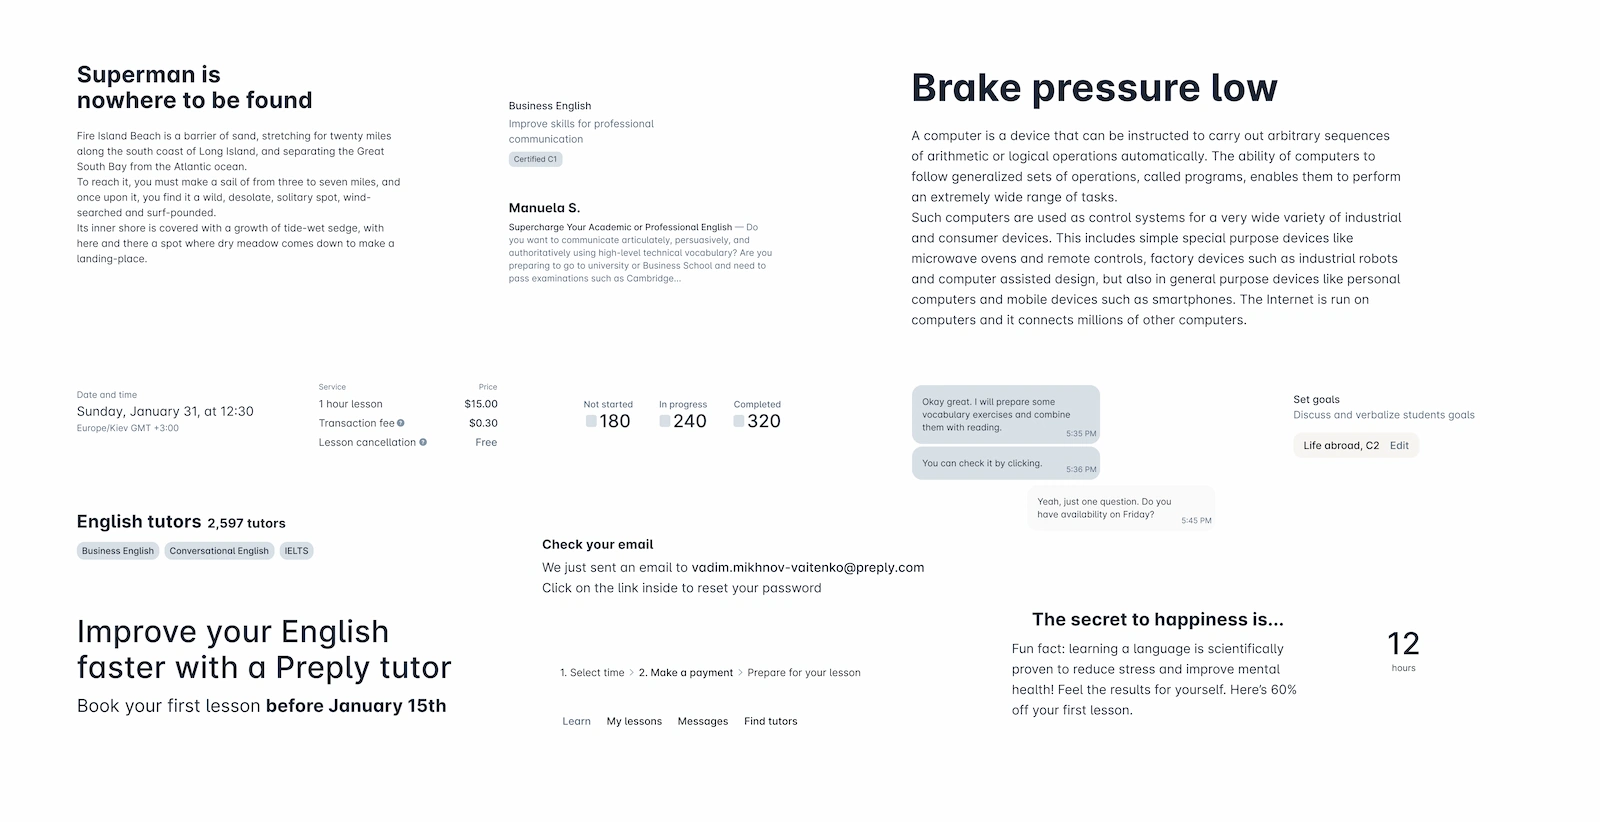 Superman is
nowhere to be found
Fire Island Beach is a barrier of sand, stretching for twenty miles
along the south coast of Long Island, and separating the Great
South Bay from the Atlantic ocean.
To reach it, you must make a sail of from three to seven miles, and
once upon it, you find it a wild, desolate, solitary spot, wind-
searched and surf-pounded.
Its inner shore is covered with a growth of tide-wet sedge, with
here and there a spot where dry meadow comes down to make a
landing-place.
Business English
Improve skills for professional
communication
Certified C1
Manuela S.
Supercharge Your Academic or Professional English — Do
you want to communicate articulately, persuasively, and
authoritatively using high-level technical vocabulary? Are you
preparing to go to university or Business School and need to
pass examinations such as Cambridge...
Brake pressure low
A computer is a device that can be instructed to carry out arbitrary sequences
of arithmetic or logical operations automatically. The ability of computers to
follow generalized sets of operations, called programs, enables them to perform
an extremely wide range of tasks.
Such computers are used as control systems for a very wide variety of industrial
and consumer devices. This includes simple special purpose devices like
microwave ovens and remote controls, factory devices such as industrial robots
and computer assisted design, but also in general purpose devices like personal
computers and mobile devices such as smartphones. The Internet is run on
computers and it connects millions of other computers.
Date and time
Sunday, January 31, at 12:30
Europe/Kiev GMT +3:00
Service Price
1 hour lesson $15.00
Transaction fee ? $0.30
Lesson cancellation ? Free
Not started In progress Completed
180 240 320
Okay great. I will prepare some
vocabulary exercises and combine
them with reading.
5:35 PM
You can check it by clicking.
5:36 PM
Yeah, just one question. Do you
have availability on Friday?
5:45 PM
Set goals
Discuss and verbalize students goals
Life abroad, C2 Edit
English tutors 2,597 tutors
Business English Conversational English IELTS
Check your email
We just sent an email to vadim.mikhnov-vaitenko@preply.com
Click on the link inside to reset your password
Improve your English
faster with a Preply tutor
Book your first lesson before January 15th
1. Select time > 2. Make a payment > Prepare for your lesson
Learn My lessons Messages Find tutors
The secret to happiness is...
Fun fact: learning a language is scientifically
proven to reduce stress and improve mental
health! Feel the results for yourself. Here's 60%
off your first lesson.
12
hours